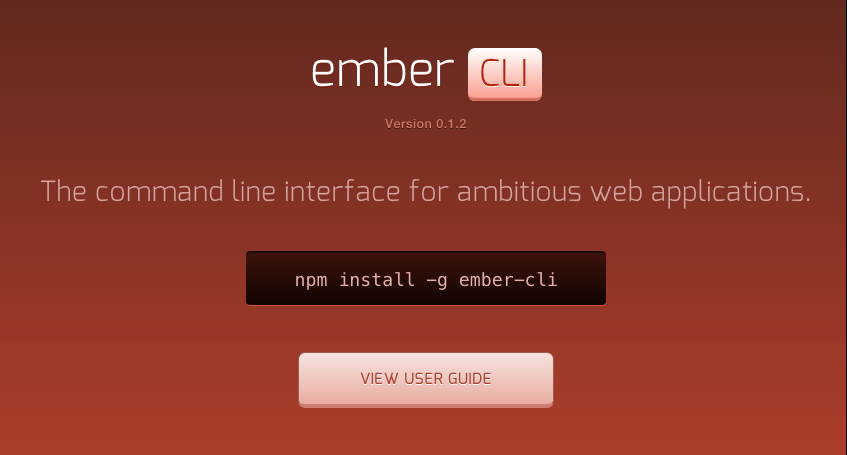 ember CLI
Version 0.1.2
The command line interface for ambitious web applications.
npm install -g ember-cli
VIEW USER GUIDE